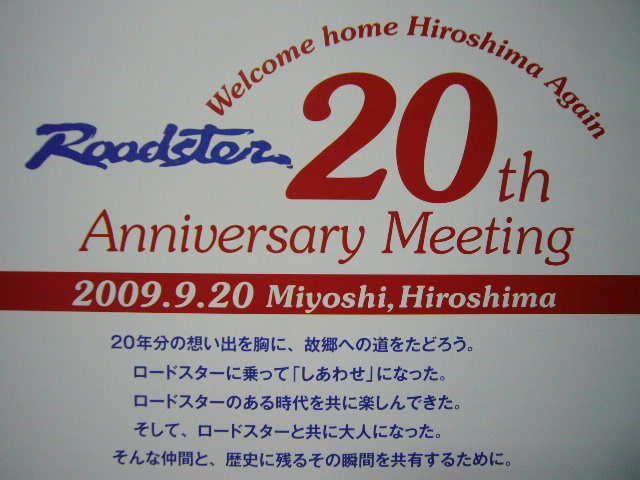 Welcome home Hiroshima Again
Roadster 20th
Anniversary Meeting
2009.9.20 Miyoshi, Hiroshima
20年分の想い出を胸に、故郷への道をたどろう。
ロードスターに乗って「しあわせ」になった。
ロードスターのある時代を共に楽しんできた。
そして、ロードスターと共に大人になった。
そんな仲間と、歴史に残るその瞬間を共有するために。